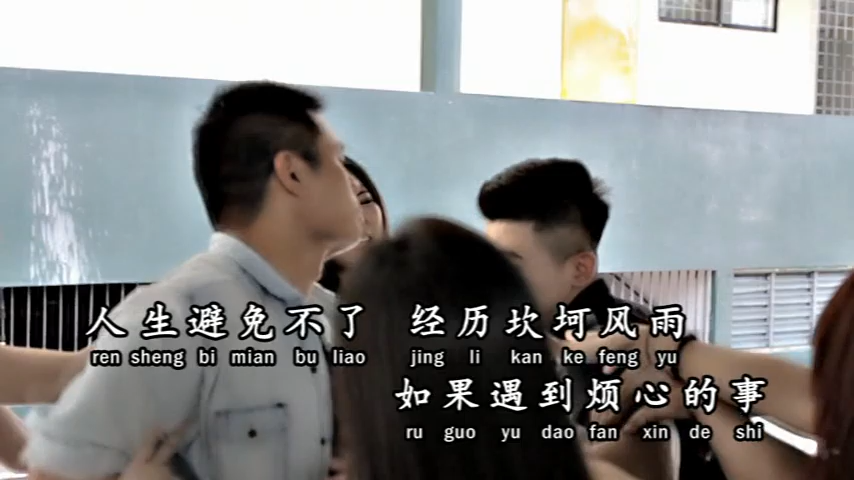 人生避免不了 经历坎坷风雨
ren sheng bi mian bu liao jing li kan ke feng yu
如果遇到烦心的事
ru guo yu dao fan xin de shi